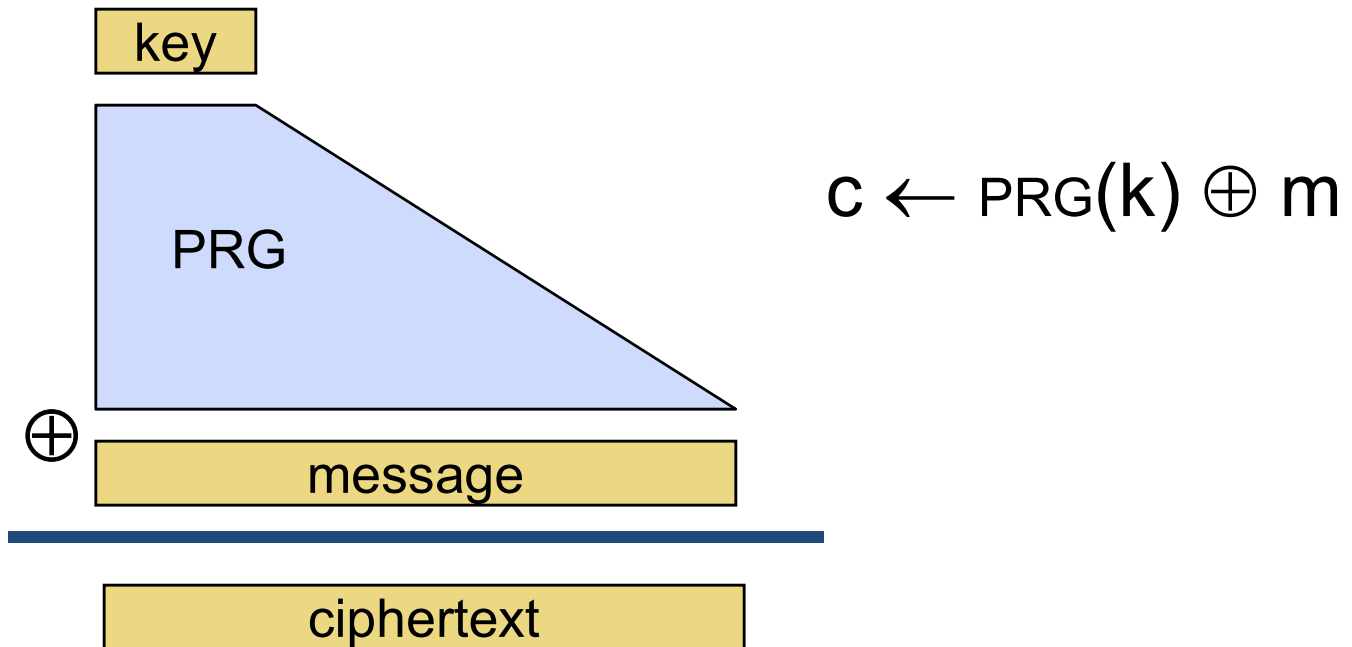 key
PRG
c ← PRG(k) ⊕ m
⊕
message
ciphertext